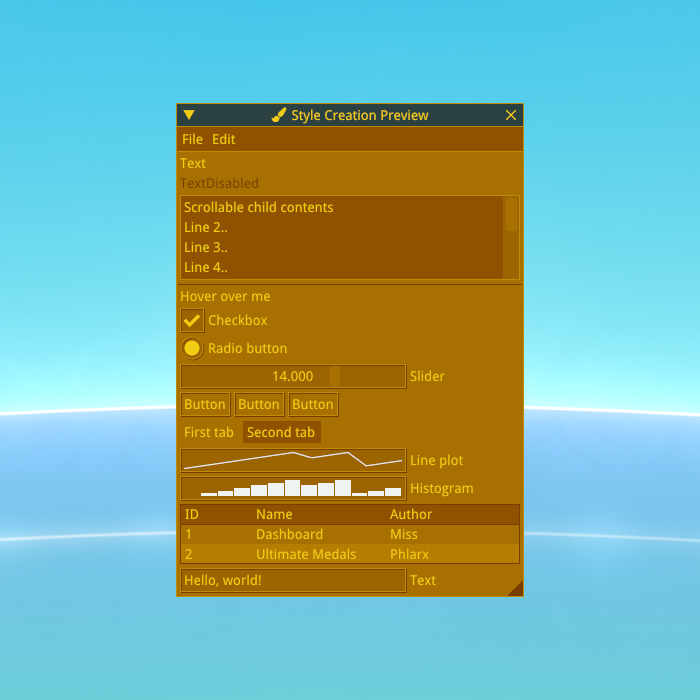 Style Creation Preview
File Edit
Text
TextDisabled
Scrollable child contents
Line 2..
Line 3..
Line 4..
Hover over me
Checkbox
Radio button
14.000 Slider
Button Button Button
First tab Second tab
Line plot
Histogram
ID Name Author
1 Dashboard Miss
2 Ultimate Medals Phlarx
Hello, world! Text